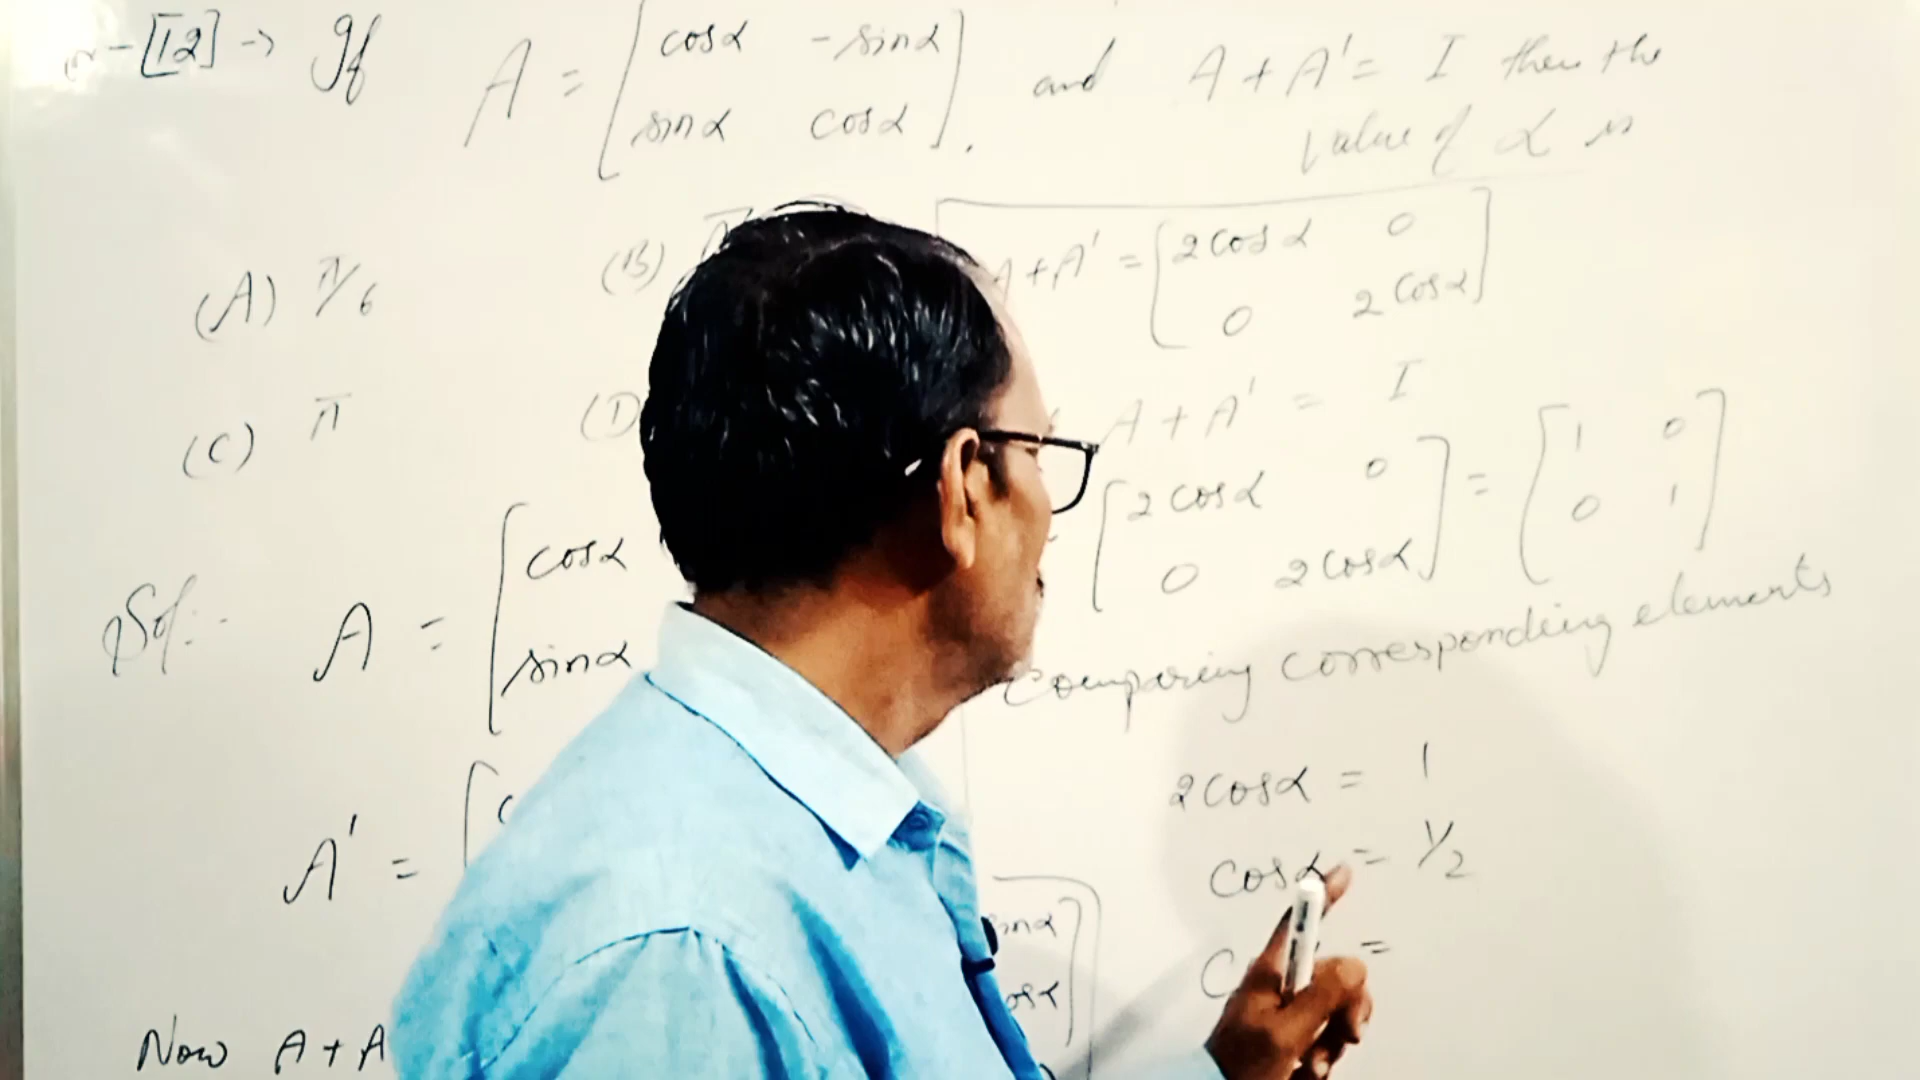 [12] → If A = [cosα -sinα
sinα cosα]. and A + A' = I then the
value of α is
(A) π/6 (B) π
(C) π (D)
Sol:- A = [cosα
sinα
A' = [c
Now A + A
A+A' = [2cosα 0
0 2cosα]
A + A' = I
[2cosα 0
0 2cosα] = [1 0
0 1]
Comparing corresponding elements
2cosα = 1
cosα = 1/2
C =
sinα
cosα]